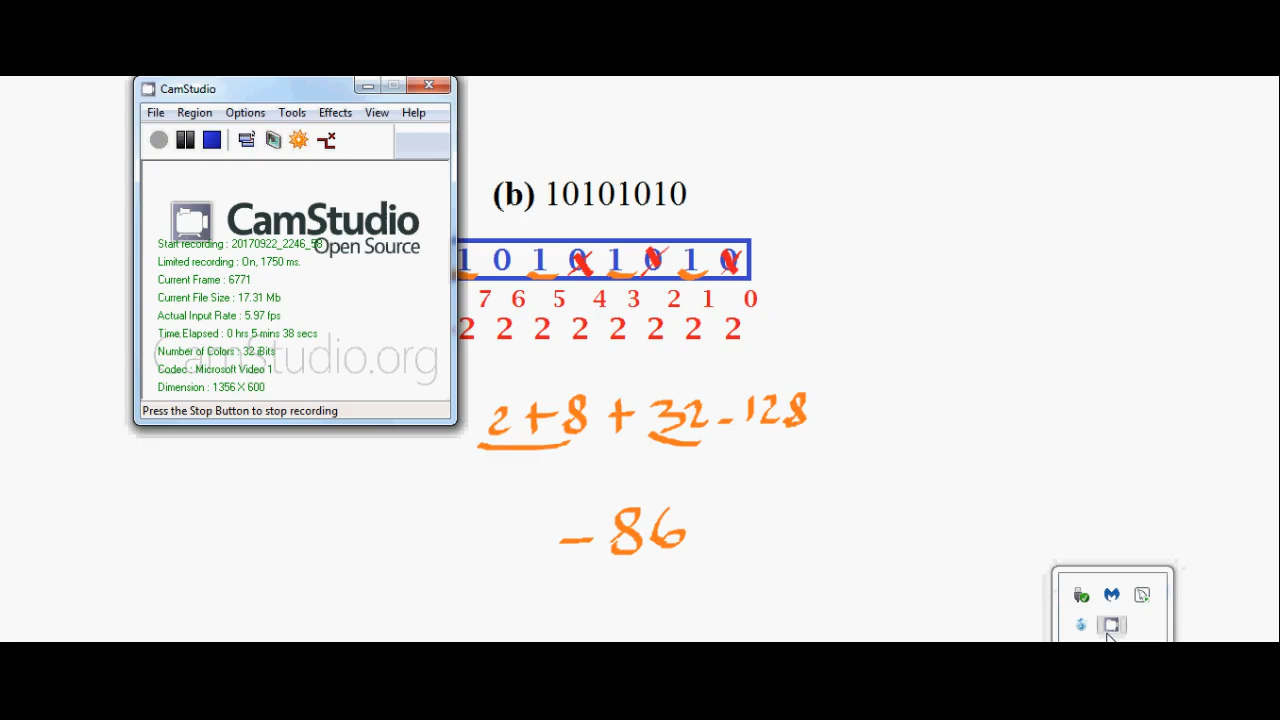 CamStudio
File Region Options Tools Effects View Help
CamStudio
Open Source
Start recording : 20170922_2246_58
Limited recording : On, 1750 ms.
Current Frame : 6771
Current File Size : 17.31 Mb
Actual Input Rate : 5.97 fps
Time Elapsed : 0 hrs 5 mins 38 secs
Number of Colors : 32 Bits
Codec : Microsoft Video 1
Dimension : 1356 X 600
CamStudio.org
Press the Stop Button to stop recording
(b) 10101010
1 0 1 0 1 0 1 0
7 6 5 4 3 2 1 0
2 2 2 2 2 2 2 2
2 + 8 + 32 - 128
- 86